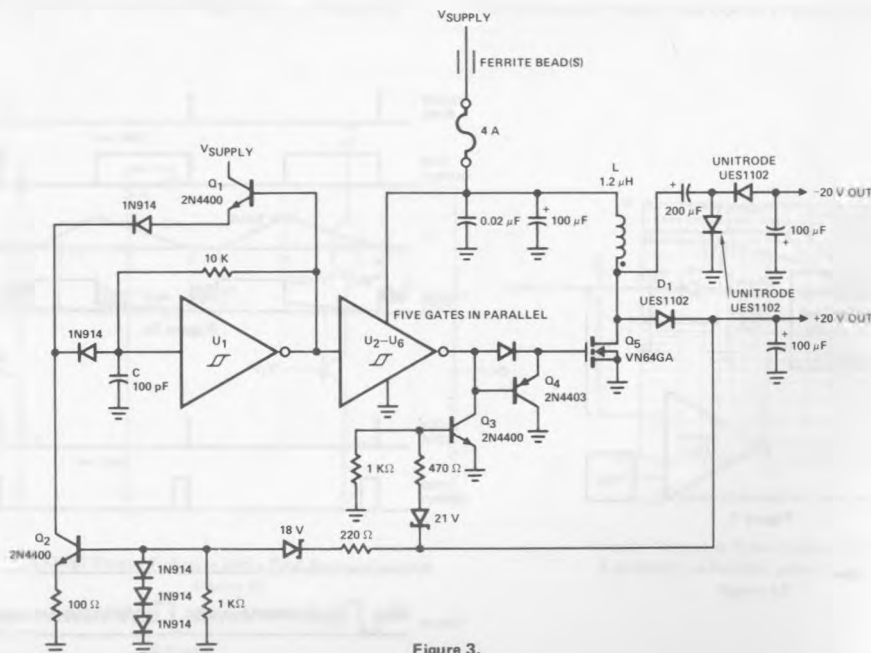 V_SUPPLY
FERRITE BEAD(S)
4 A
V_SUPPLY
Q1
2N4400
1N914
10 K
1N914
C
100 pF
U1
FIVE GATES IN PARALLEL
U2–U6
0.02 µF
+
100 µF
L
1.2 µH
+
200 µF
UNITRODE
UES1102
−20 V OUT
100 µF
+
UNITRODE
UES1102
D1
UES1102
+20 V OUT
+
100 µF
Q5
VN64GA
Q4
2N4403
Q3
2N4400
1 KΩ
470 Ω
21 V
18 V
220 Ω
Q2
2N4400
100 Ω
1N914
1N914
1N914
1 KΩ
Figure 3.